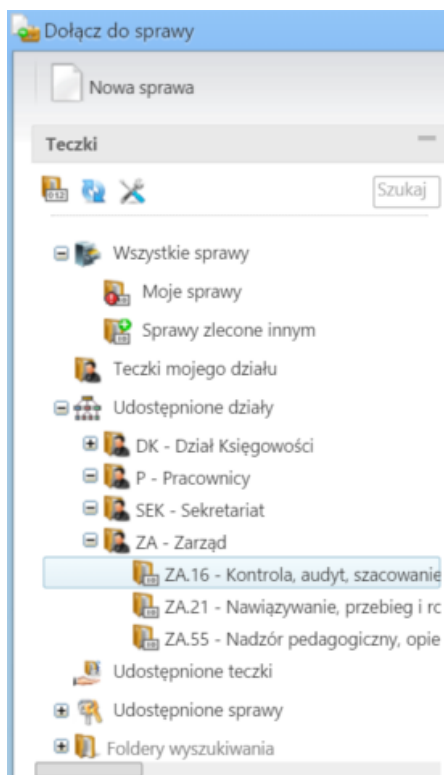 Dołącz do sprawy
Nowa sprawa
Teczki
Szukaj
Wszystkie sprawy
Moje sprawy
Sprawy zlecone innym
Teczki mojego działu
Udostępnione działy
DK - Dział Księgowości
P - Pracownicy
SEK - Sekretariat
ZA - Zarząd
ZA.16 - Kontrola, audyt, szacowanie
ZA.21 - Nawiązywanie, przebieg i
ZA.55 - Nadzór pedagogiczny, opie
Udostępnione teczki
Udostępnione sprawy
Foldery wyszukiwania